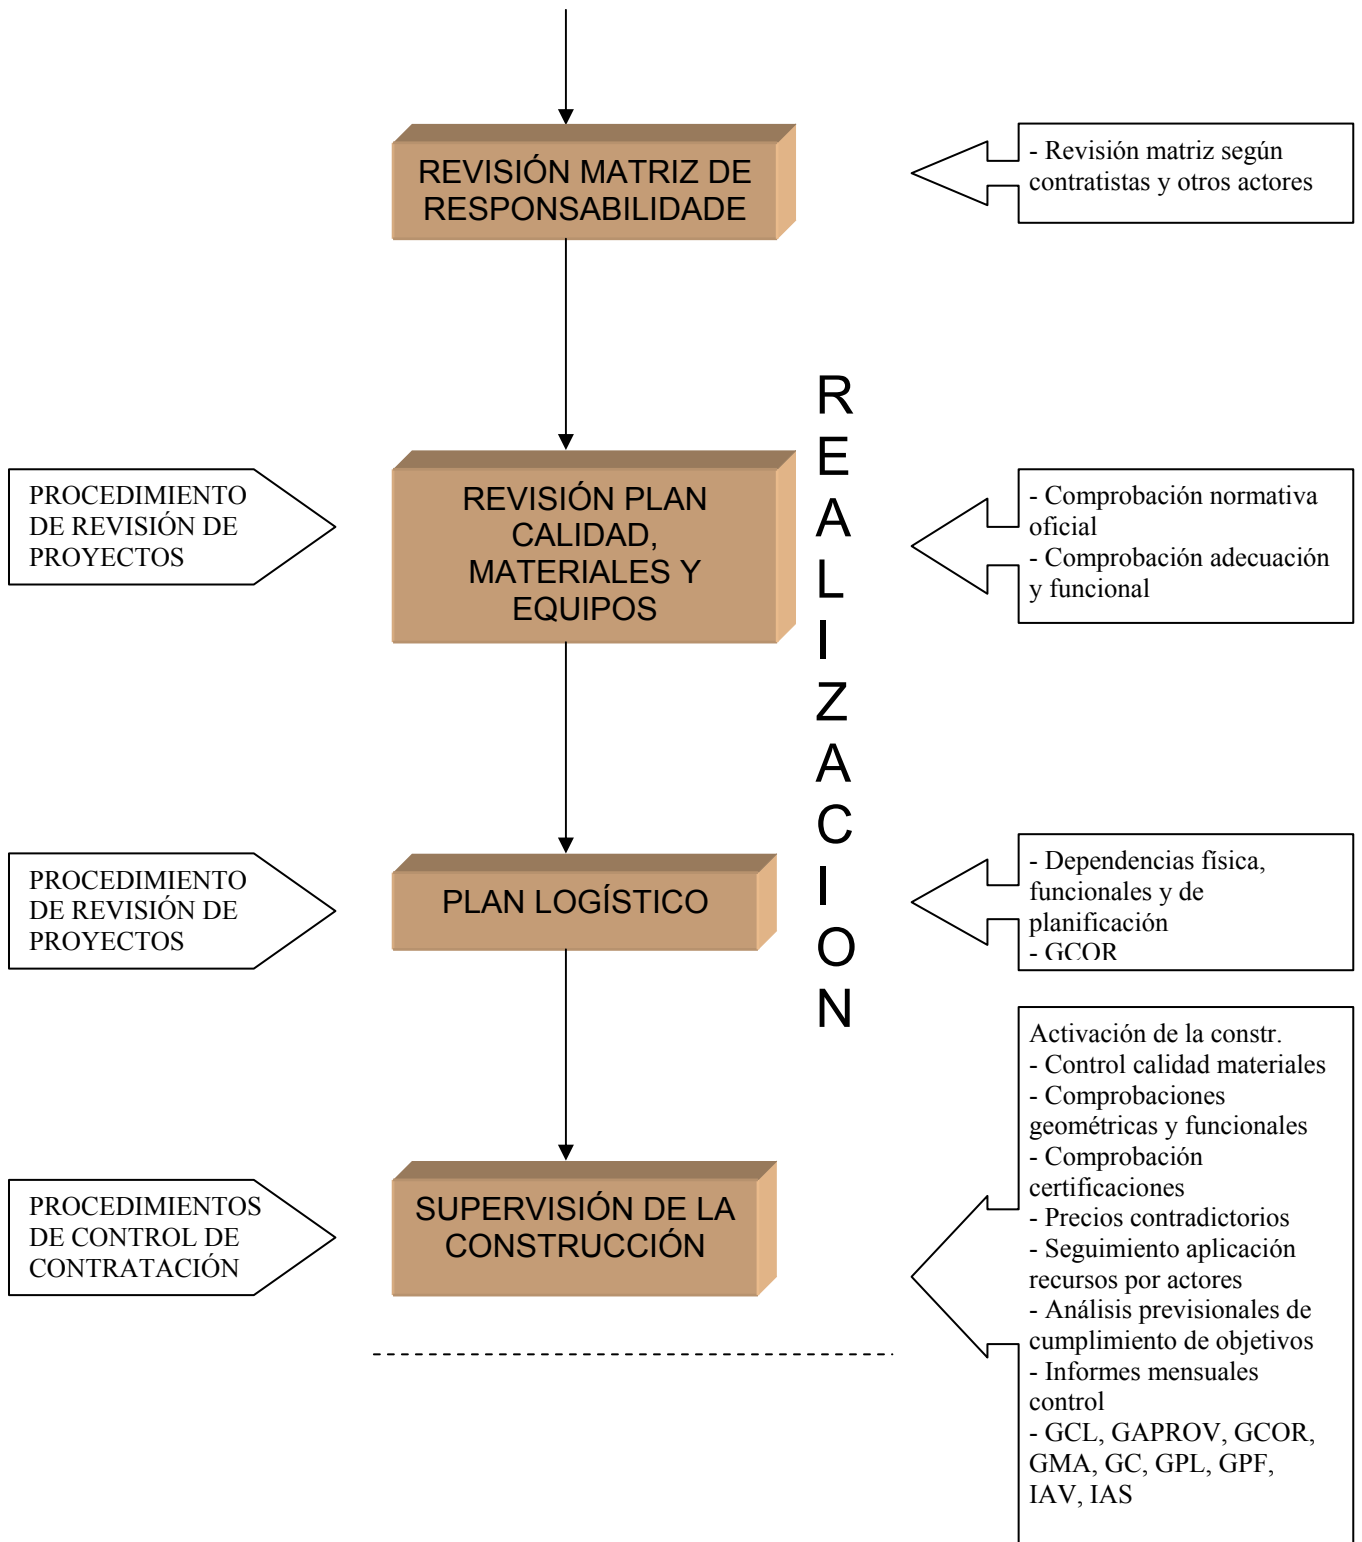 REVISIÓN MATRIZ DE
RESPONSABILIDADE
- Revisión matriz según
contratistas y otros actores
R
E
A
L
I
Z
A
C
I
O
N
PROCEDIMIENTO
DE REVISIÓN DE
PROYECTOS
REVISIÓN PLAN
CALIDAD,
MATERIALES Y
EQUIPOS
- Comprobación normativa
oficial
- Comprobación adecuación
y funcional
PROCEDIMIENTO
DE REVISIÓN DE
PROYECTOS
PLAN LOGÍSTICO
- Dependencias física,
funcionales y de
planificación
- GCOR
PROCEDIMIENTOS
DE CONTROL DE
CONTRATACIÓN
SUPERVISIÓN DE LA
CONSTRUCCIÓN
Activación de la constr.
- Control calidad materiales
- Comprobaciones
geométricas y funcionales
- Comprobación
certificaciones
- Precios contradictorios
- Seguimiento aplicación
recursos por actores
- Análisis previsionales de
cumplimiento de objetivos
- Informes mensuales
control
- GCL, GAPROV, GCOR,
GMA, GC, GPL, GPF,
IAV, IAS